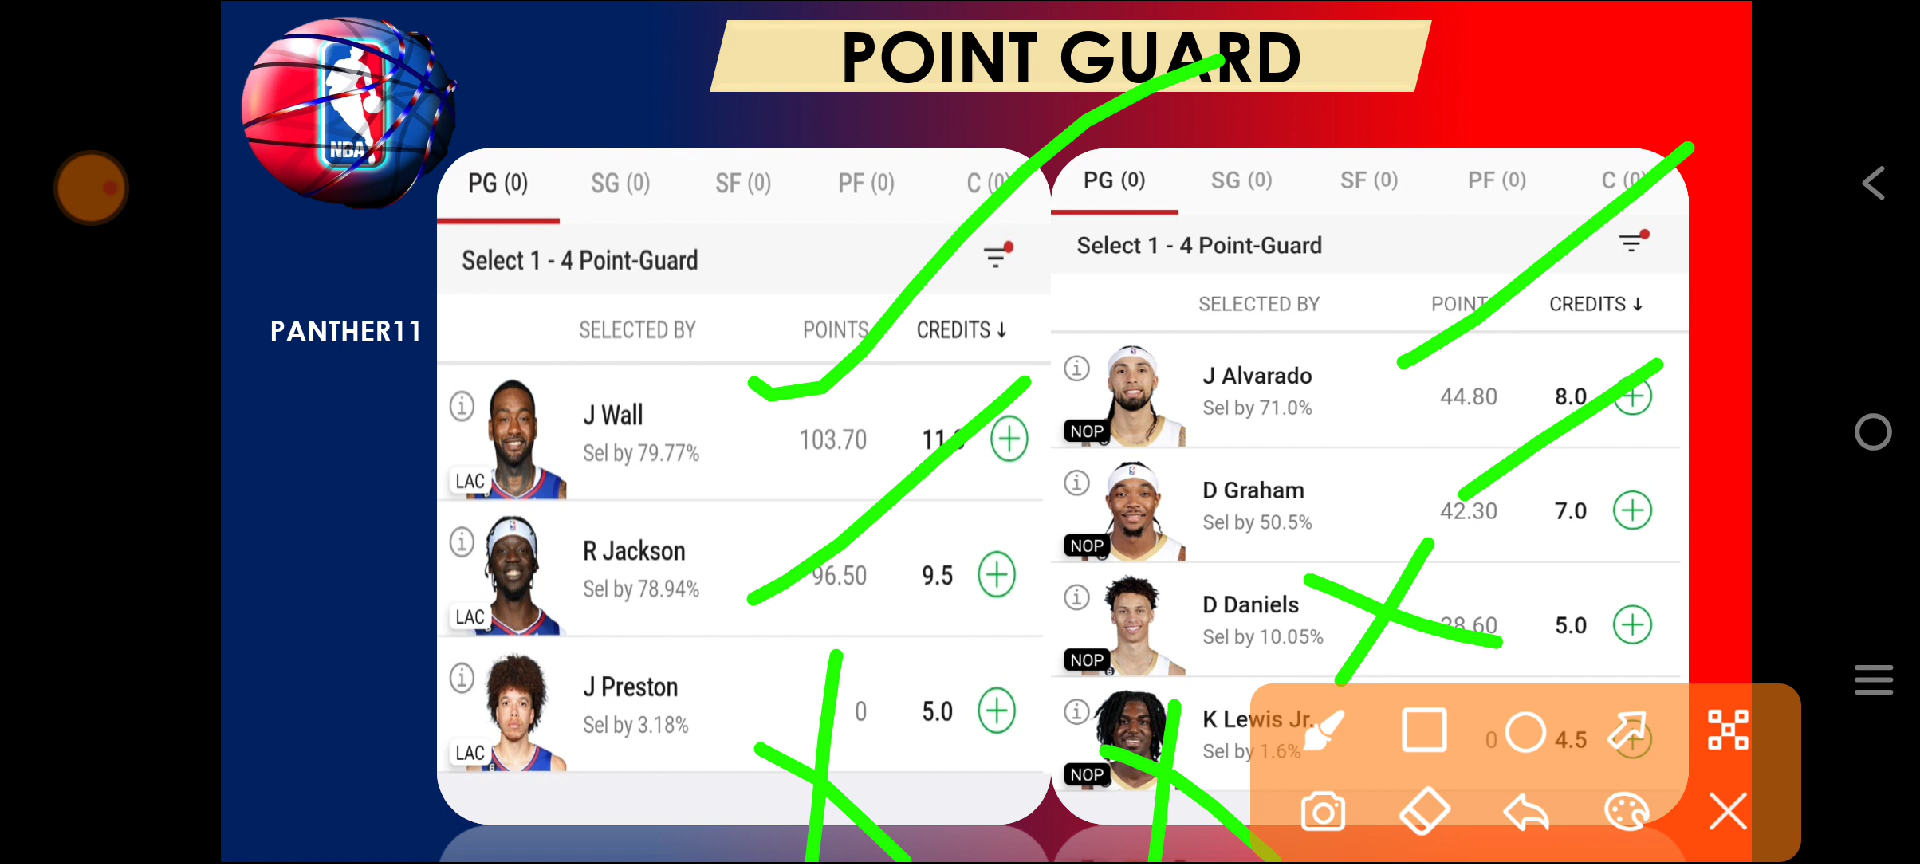 POINT GUARD
NBA
PANTHER11
PG (0) SG (0) SF (0) PF (0) C (0)
Select 1 - 4 Point-Guard
SELECTED BY POINTS CREDITS ↓
J Wall
Sel by 79.77% 103.70
LAC
R Jackson
Sel by 78.94% 96.50 9.5
LAC
J Preston
Sel by 3.18% 0 5.0
LAC
PG (0) SG (0) SF (0) PF (0) C (0)
Select 1 - 4 Point-Guard
SELECTED BY CREDITS ↓
J Alvarado
Sel by 71.0% 44.80 8.0
NOP
D Graham
Sel by 50.5% 42.30 7.0
NOP
D Daniels
Sel by 10.05% 5.0
NOP
K Lewis Jr.
Sel by 1.6% 0 4.5
NOP